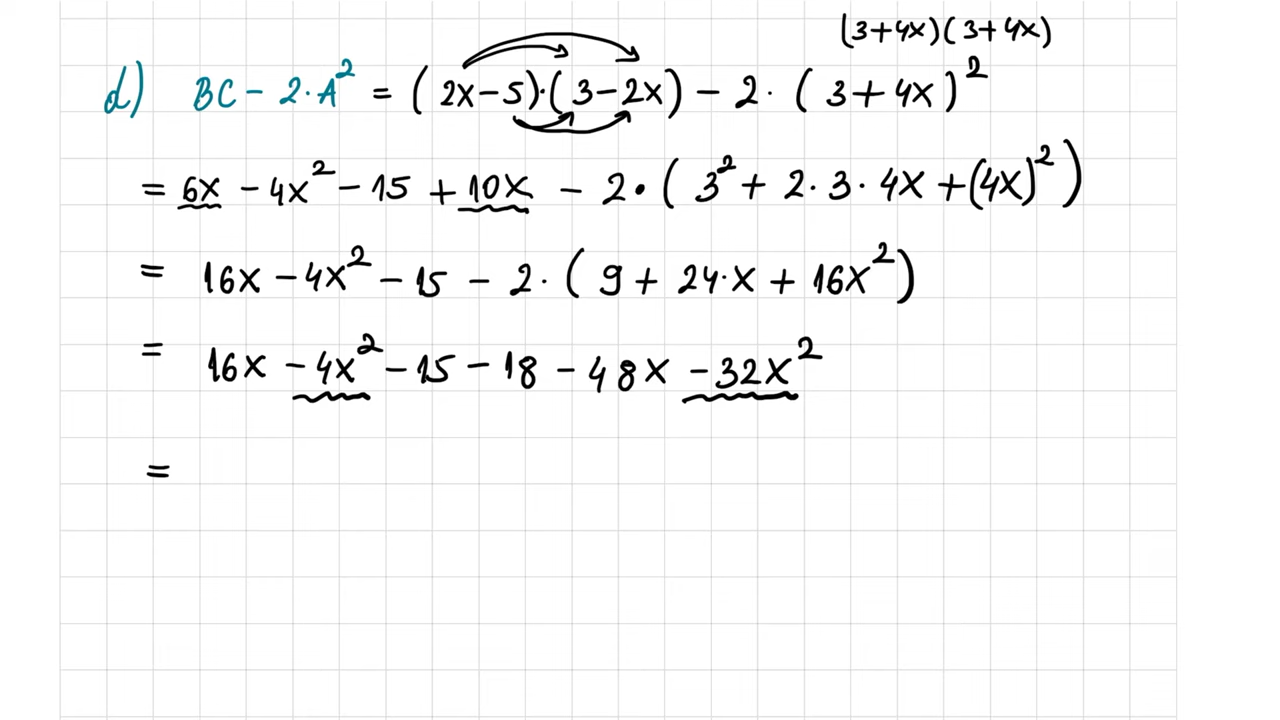 (3+4x)(3+4x)
d) BC - 2·A² = (2x-5)·(3-2x) - 2·(3+4x)²
= 6x - 4x² - 15 + 10x - 2·(3² + 2·3·4x + (4x)²)
= 16x - 4x² - 15 - 2·(9 + 24·x + 16x²)
= 16x - 4x² - 15 - 18 - 48x - 32x²
=